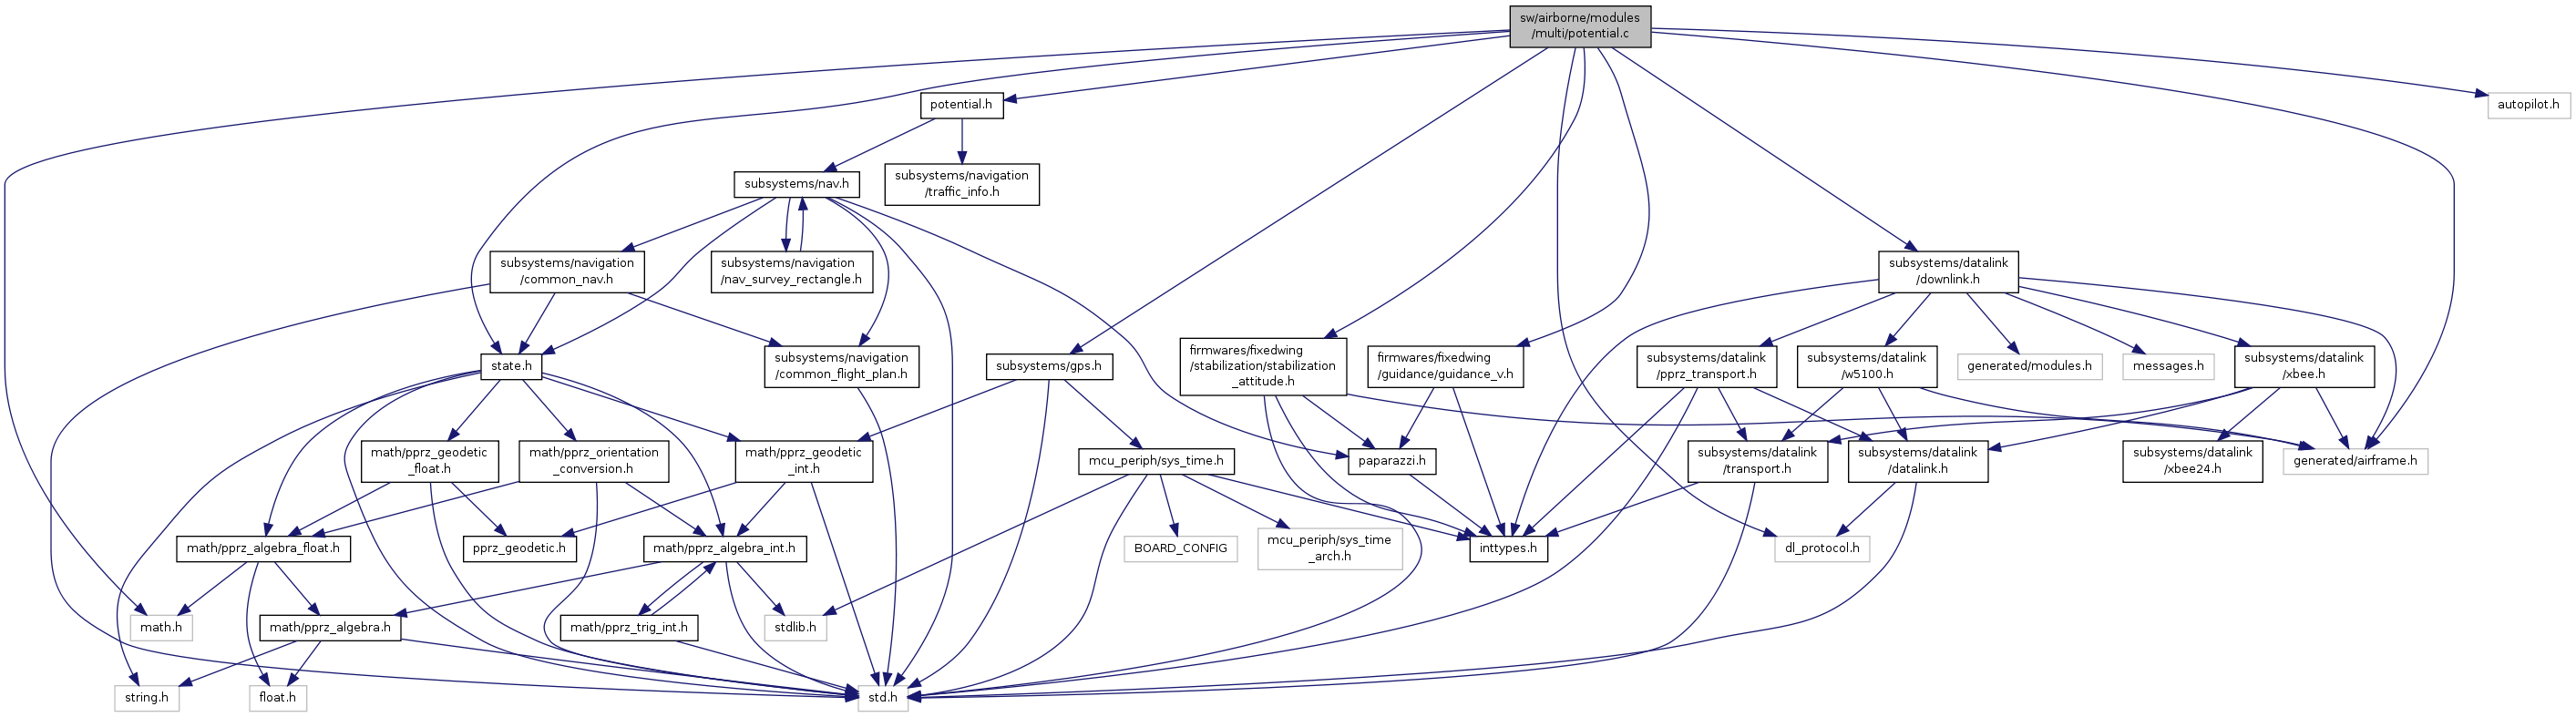 sw/airborne/modules
/multi/potential.c
potential.h
autopilot.h
subsystems/nav.h
subsystems/navigation
/traffic_info.h
subsystems/navigation
/common_nav.h
subsystems/navigation
/nav_survey_rectangle.h
subsystems/datalink
/downlink.h
state.h
subsystems/navigation
/common_flight_plan.h
subsystems/gps.h
firmwares/fixedwing
/stabilization/stabilization
_attitude.h
firmwares/fixedwing
/guidance/guidance_v.h
subsystems/datalink
/pprz_transport.h
subsystems/datalink
/w5100.h
generated/modules.h
messages.h
subsystems/datalink
/xbee.h
math/pprz_geodetic
_float.h
math/pprz_orientation
_conversion.h
math/pprz_geodetic
_int.h
mcu_periph/sys_time.h
paparazzi.h
subsystems/datalink
/transport.h
subsystems/datalink
/datalink.h
subsystems/datalink
/xbee24.h
generated/airframe.h
math/pprz_algebra_float.h
pprz_geodetic.h
math/pprz_algebra_int.h
BOARD_CONFIG
mcu_periph/sys_time
_arch.h
inttypes.h
dl_protocol.h
math.h
math/pprz_algebra.h
math/pprz_trig_int.h
stdlib.h
string.h
float.h
std.h